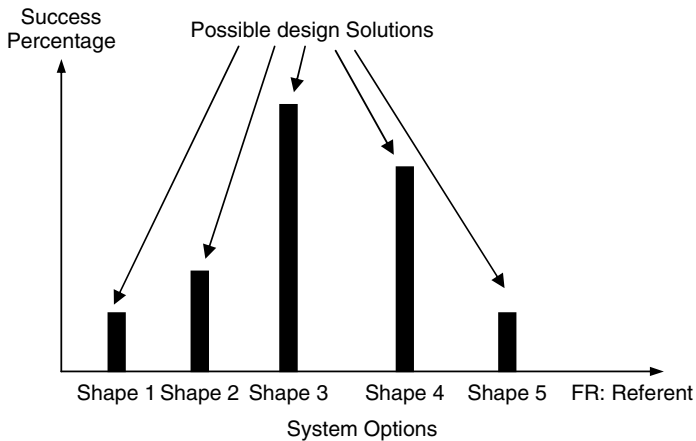 Success
Percentage
Possible design Solutions
Shape 1 Shape 2 Shape 3 Shape 4 Shape 5 FR: Referent
System Options